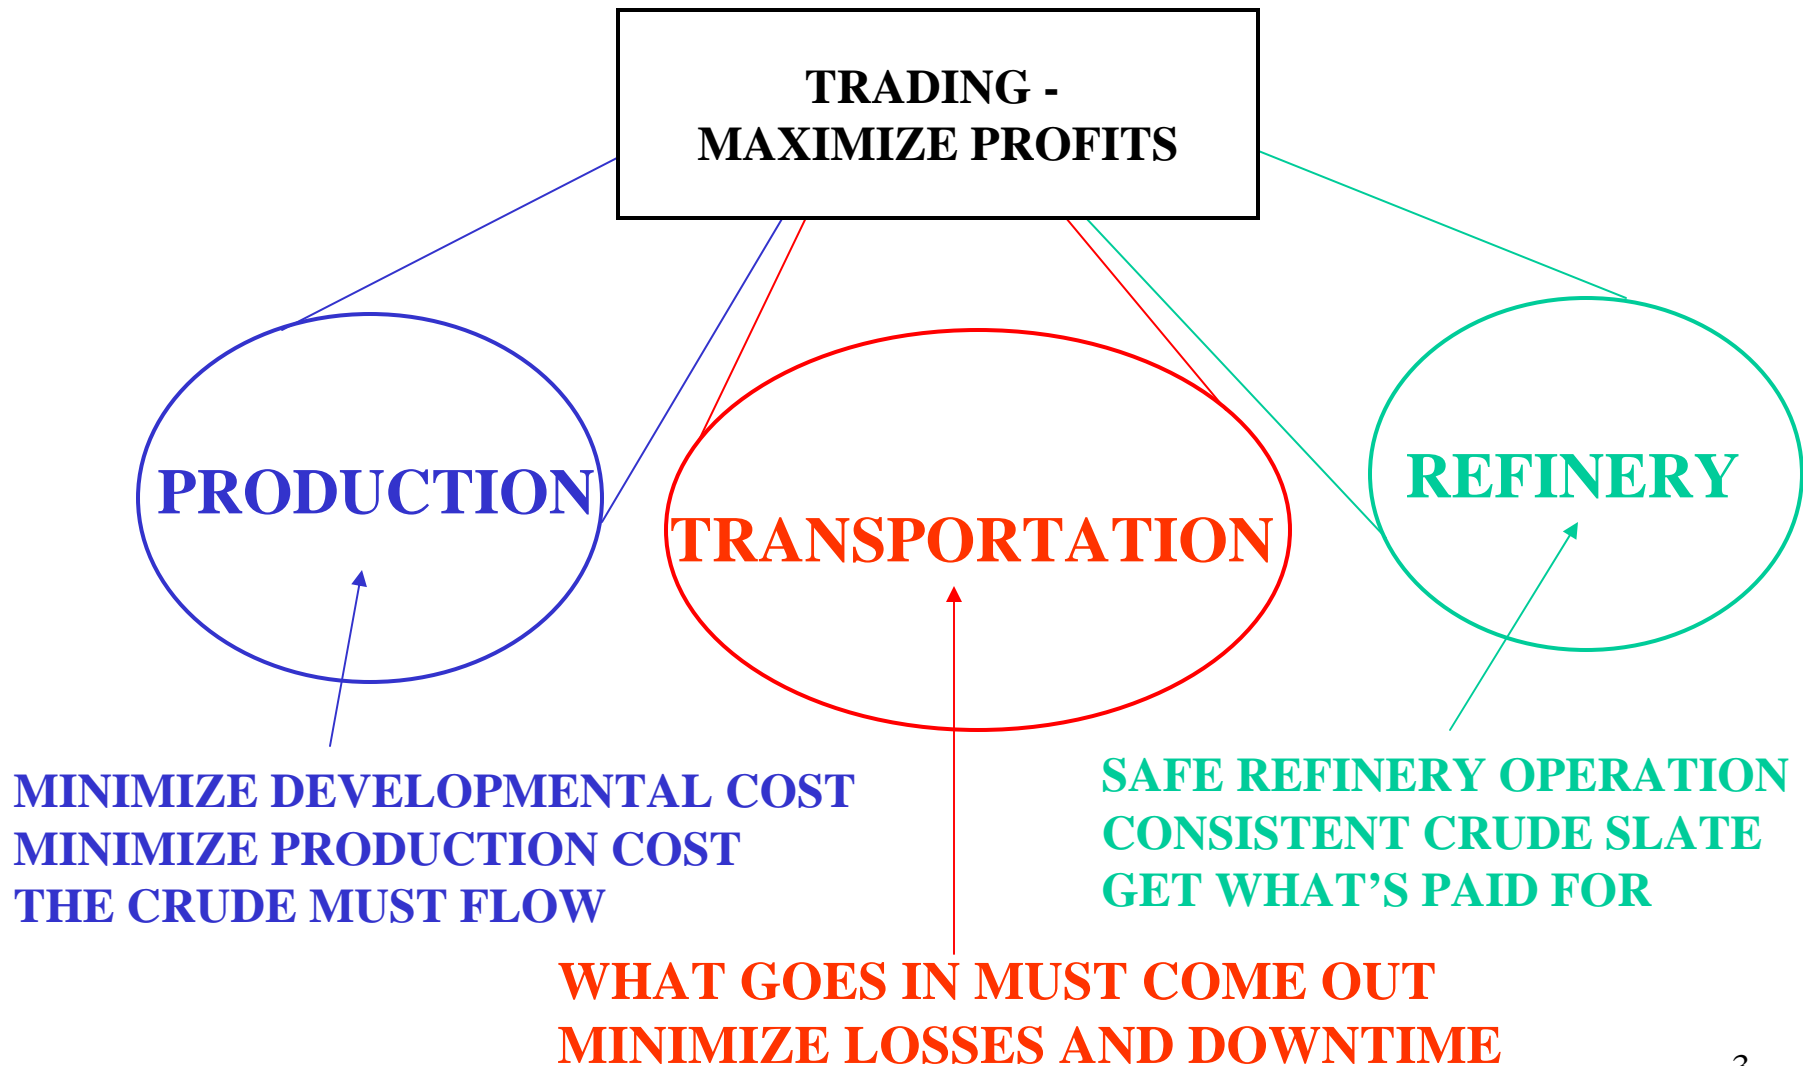 TRADING -
MAXIMIZE PROFITS
PRODUCTION
TRANSPORTATION
REFINERY
MINIMIZE DEVELOPMENTAL COST
MINIMIZE PRODUCTION COST
THE CRUDE MUST FLOW
SAFE REFINERY OPERATION
CONSISTENT CRUDE SLATE
GET WHAT’S PAID FOR
WHAT GOES IN MUST COME OUT
MINIMIZE LOSSES AND DOWNTIME
3